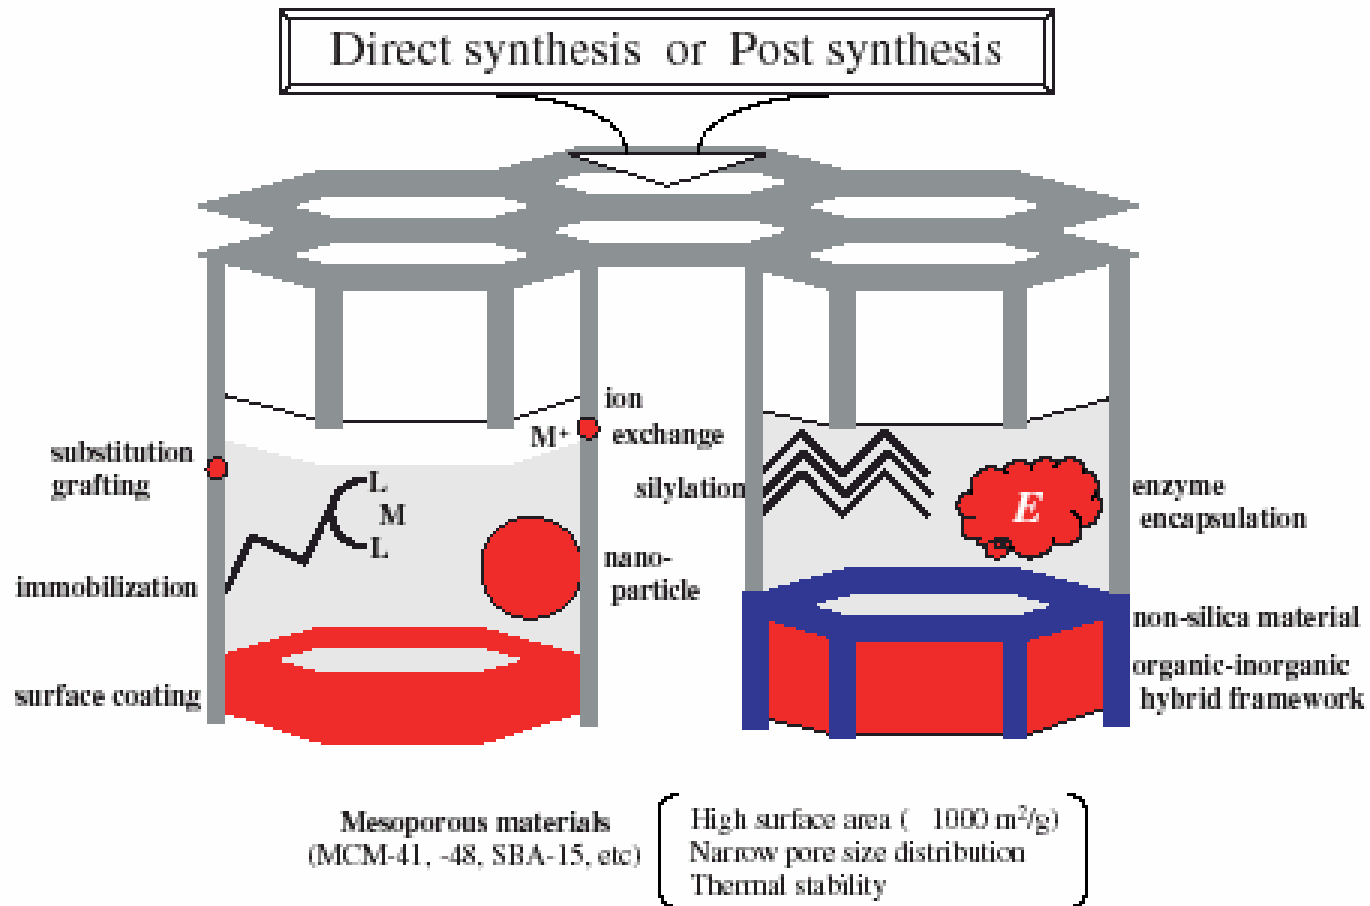 Direct synthesis or Post synthesis
ion
exchange
M+
substitution
grafting
silylation
L
M
L
E
enzyme
encapsulation
immobilization
nano-
particle
non-silica material
surface coating
organic-inorganic
hybrid framework
Mesoporous materials
(MCM-41, -48, SBA-15, etc)
High surface area ( 1000 m²/g)
Narrow pore size distribution
Thermal stability